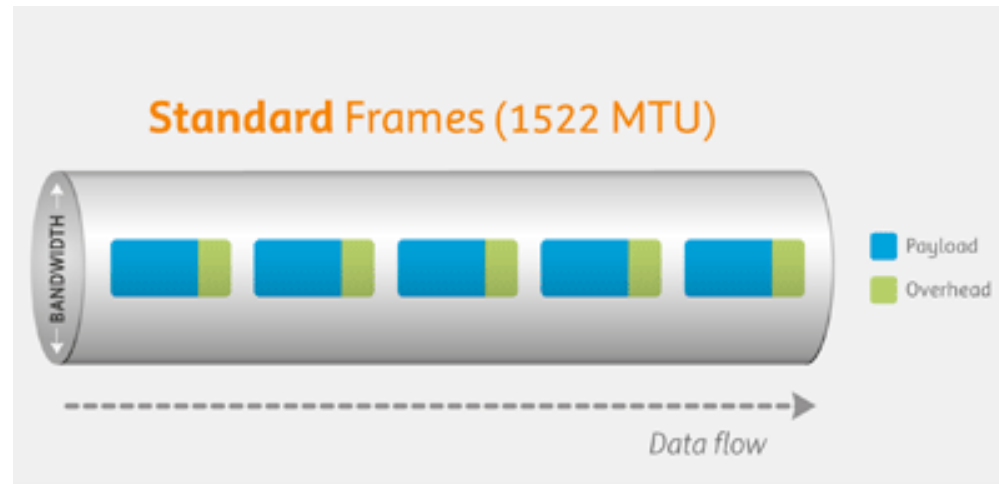 Standard Frames (1522 MTU)
BANDWIDTH
Payload
Overhead
Data flow